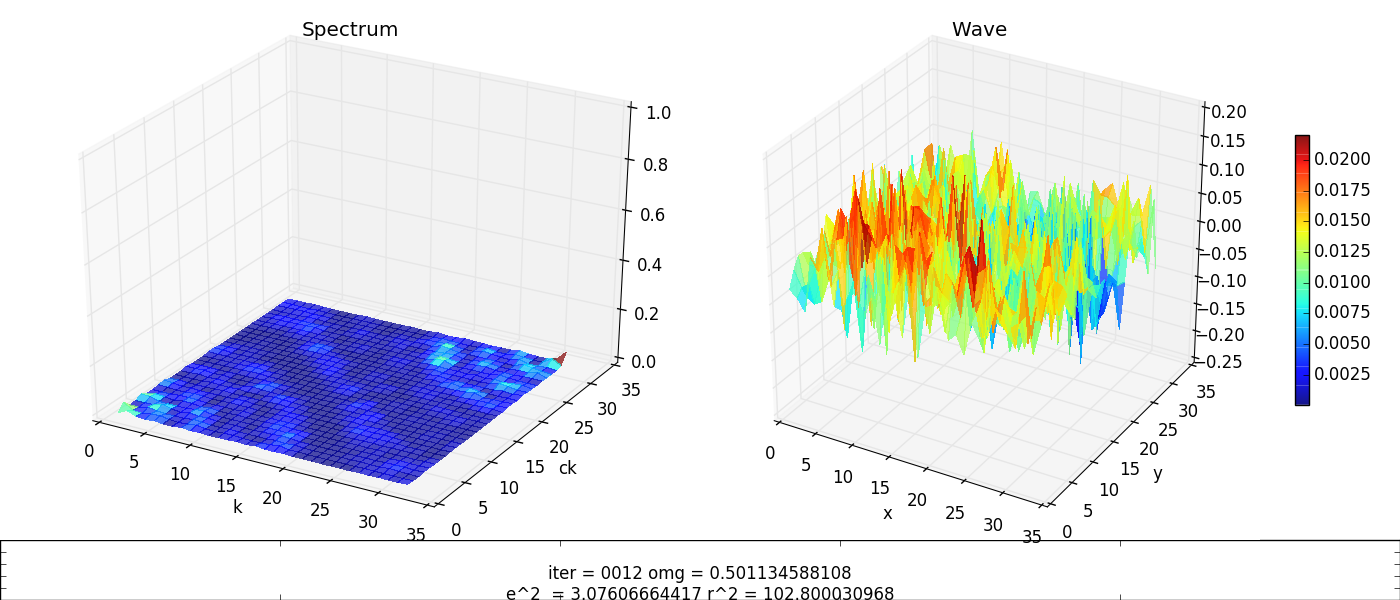 Spectrum
1.0
0.8
0.6
0.4
0.2
0.0
0 5 10 15 20 25 30 35
k
0 5 10 15 20 25 30 35
ck
Wave
0.20
0.15
0.10
0.05
0.00
−0.05
−0.10
−0.15
−0.20
−0.25
0 5 10 15 20 25 30 35
x
0 5 10 15 20 25 30 35
y
0.0200
0.0175
0.0150
0.0125
0.0100
0.0075
0.0050
0.0025
iter = 0012 omg = 0.501134588108
e^2 = 3.07606664417 r^2 = 102.800030968